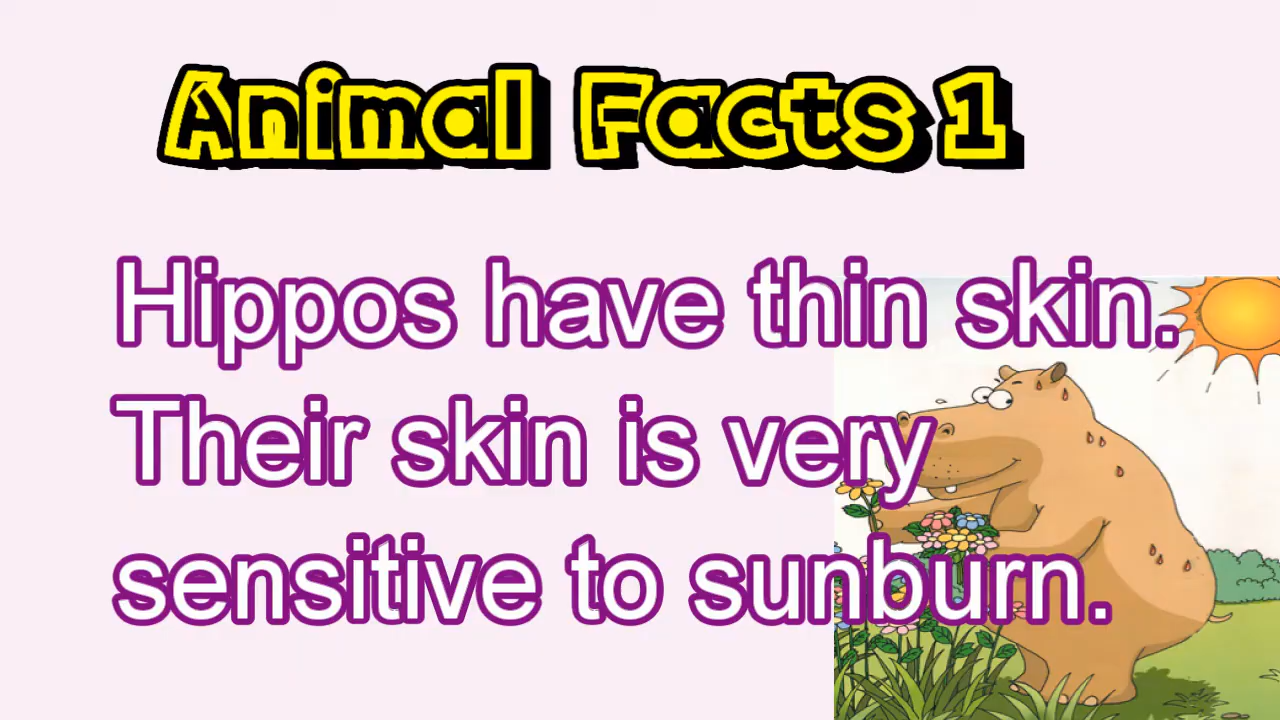 Animal Facts 1
Hippos have thin skin.
Their skin is very
sensitive to sunburn.